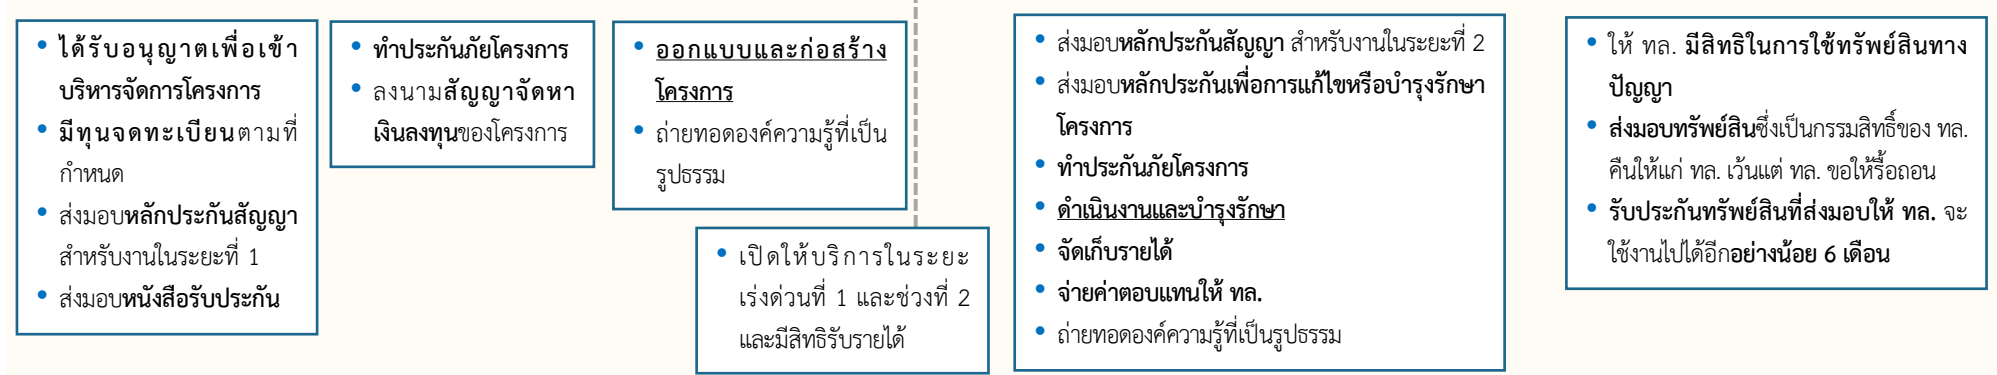 ได้รับอนุญาตเพื่อเข้า
บริหารจัดการโครงการ
มีทุนจดทะเบียนตามที่
กำหนด
ส่งมอบหลักประกันสัญญา
สำหรับงานในระยะที่ 1
ส่งมอบหนังสือรับประกัน
ทำประกันภัยโครงการ
ลงนามสัญญาจัดหา
เงินลงทุนของโครงการ
ออกแบบและก่อสร้าง
โครงการ
ถ่ายทอดองค์ความรู้ที่เป็น
รูปธรรม
เปิดให้บริการในระยะ
เร่งด่วนที่ 1 และช่วงที่ 2
และมีสิทธิรับรายได้
ส่งมอบหลักประกันสัญญา สำหรับงานในระยะที่ 2
ส่งมอบหลักประกันเพื่อการแก้ไขหรือบำรุงรักษา
โครงการ
ทำประกันภัยโครงการ
ดำเนินงานและบำรุงรักษา
จัดเก็บรายได้
จ่ายค่าตอบแทนให้ ทล.
ถ่ายทอดองค์ความรู้ที่เป็นรูปธรรม
ให้ ทล. มีสิทธิในการใช้ทรัพย์สินทาง
ปัญญา
ส่งมอบทรัพย์สินซึ่งเป็นกรรมสิทธิ์ของ ทล.
คืนให้แก่ ทล. เว้นแต่ ทล. ขอให้รื้อถอน
รับประกันทรัพย์สินที่ส่งมอบให้ ทล. จะ
ใช้งานไปได้อีกอย่างน้อย 6 เดือน